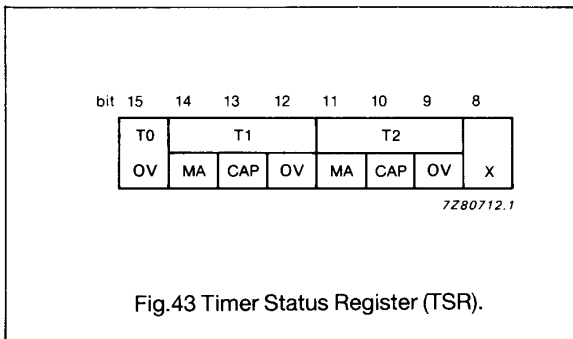 bit 15 14 13 12 11 10 9 8
T0 T1 T2
OV MA CAP OV MA CAP OV X
7Z80712.1
Fig.43 Timer Status Register (TSR).